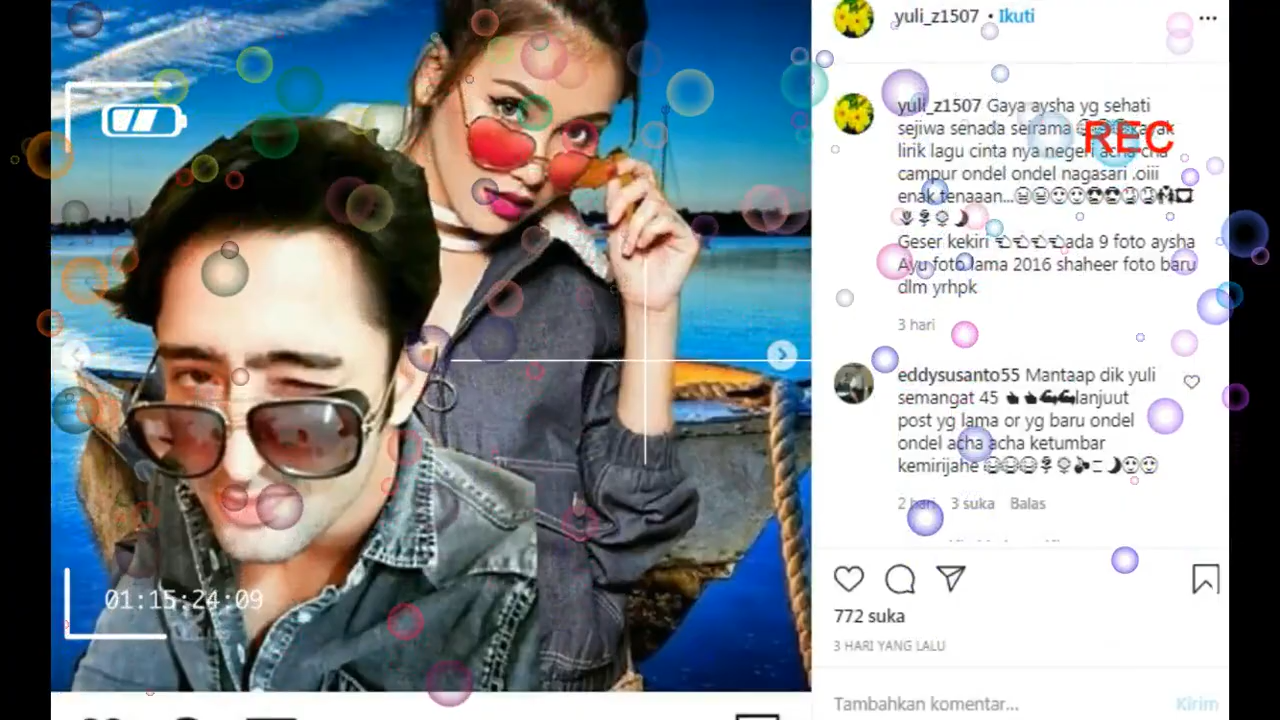 yuli_z1507 • Ikuti
yuli_z1507 Gaya aysha yg sehati
sejiwa senada seirama
REC
lirik lagu cinta nya negeri acha cha
campur ondel ondel nagasari .oiii
enak tenaaan...
Geser kekiri ada 9 foto aysha
Ayu foto lama 2016 shaheer foto baru
dlm yrhpk
3 hari
eddysusanto55 Mantaap dik yuli
semangat 45 lanjuut
post yg lama or yg baru ondel
ondel acha acha ketumbar
kemirijahe
2 hari 3 suka Balas
01:15:24:09
772 suka
3 HARI YANG LALU
Tambahkan komentar... Kirim